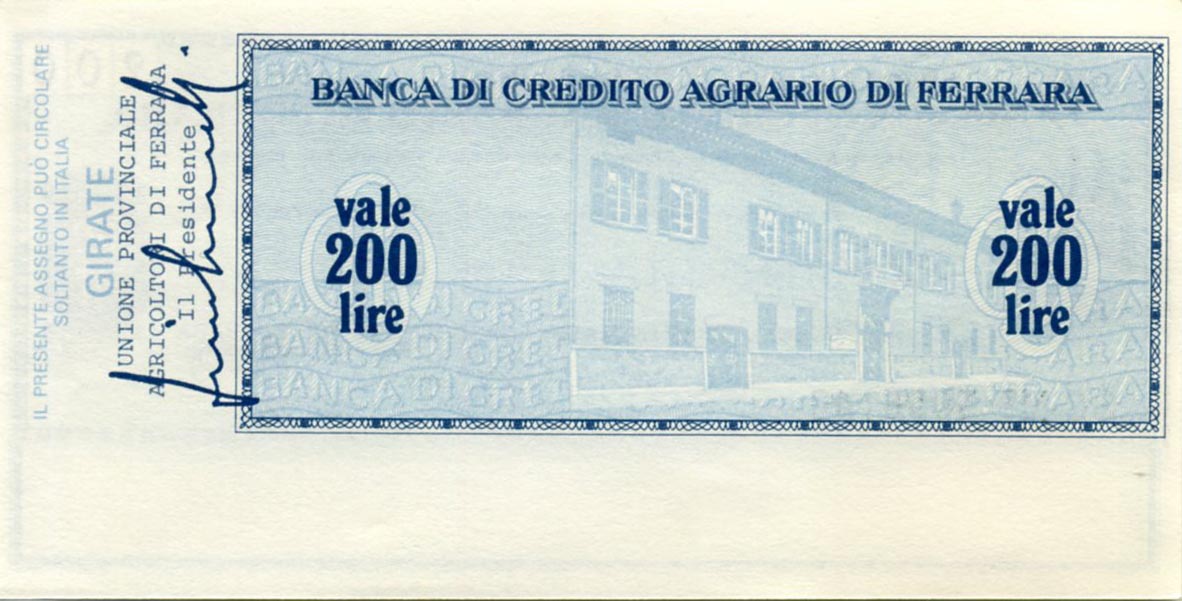 IL PRESENTE ASSEGNO PUÒ CIRCOLARE
SOLTANTO IN ITALIA
GIRATE
UNIONE PROVINCIALE
AGRICOLTORI DI FERRARA
Il Presidente
BANCA DI CREDITO AGRARIO DI FERRARA
vale
200
lire
vale
200
lire